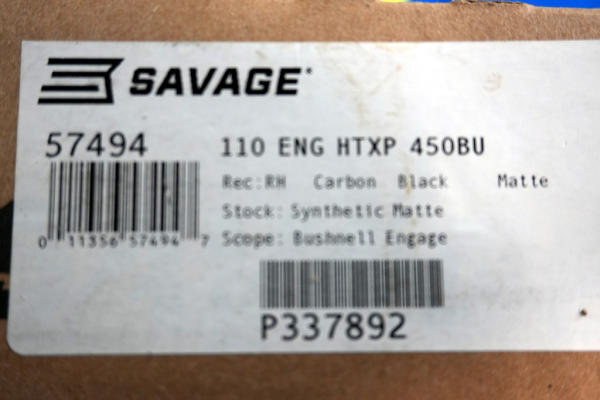 SAVAGE
57494
110 ENG HTXP 450BU
Rec:RH Carbon Black Matte
Stock: Synthetic Matte
Scope: Bushnell Engage
0 11356 57494 7
P337892